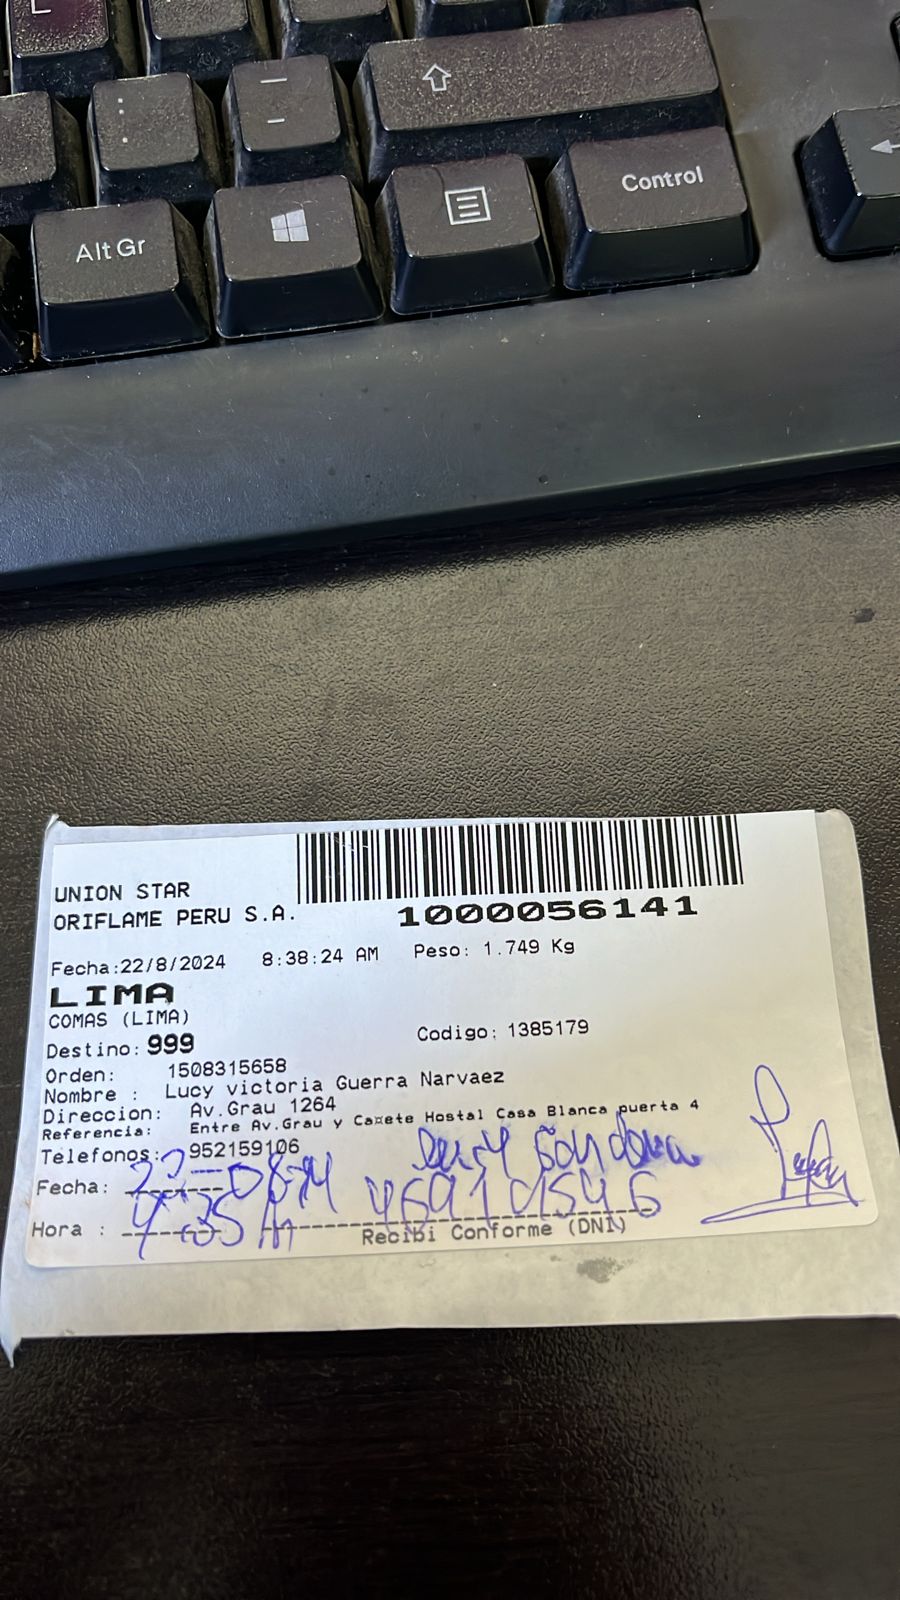 L
Alt Gr
Control
UNION STAR
ORIFLAME PERU S.A.
1000056141
Fecha:22/8/2024 8:38:24 AM Peso: 1.749 Kg
LIMA
COMAS (LIMA)
Destino: 999 Codigo: 1385179
Orden: 1508315658
Nombre : Lucy victoria Guerra Narvaez
Direccion: Av.Grau 1264
Referencia: Entre Av.Grau y Ca±ete Hostal Casa Blanca puerta 4
Telefonos: 952159106
Fecha:
Hora :
Recibi Conforme (DNI)